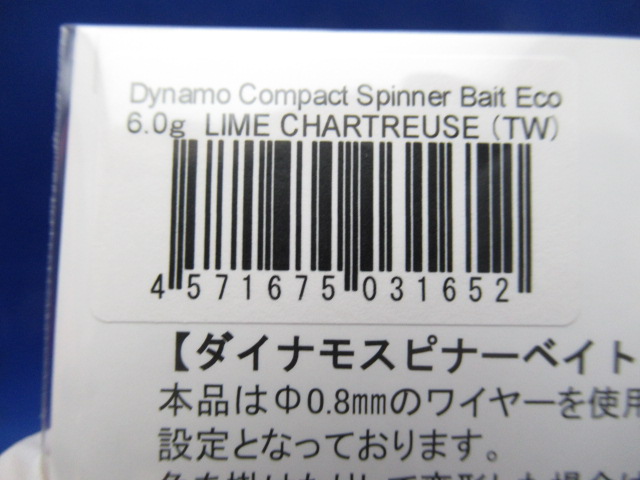 Dynamo Compact Spinner Bait Eco
6.0g LIME CHARTREUSE (TW)
4 571675 031652
【ダイナモスピナーベイト
本品はΦ0.8㎜のワイヤーを使用
設定となっております。